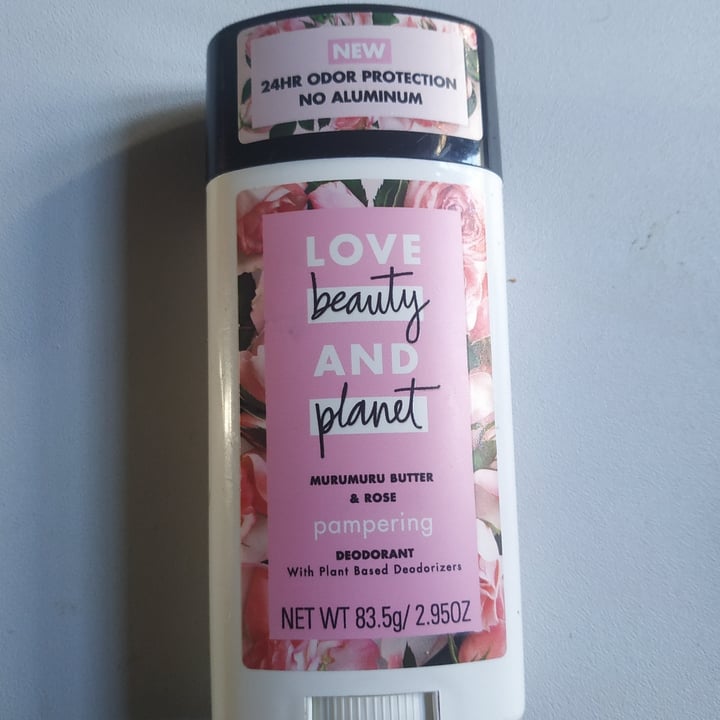 NEW
24HR ODOR PROTECTION
NO ALUMINUM
LOVE
beauty
AND
planet
MURUMURU BUTTER
& ROSE
pampering
DEODORANT
With Plant Based Deodorizers
NET WT 83.5g/ 2.95OZ